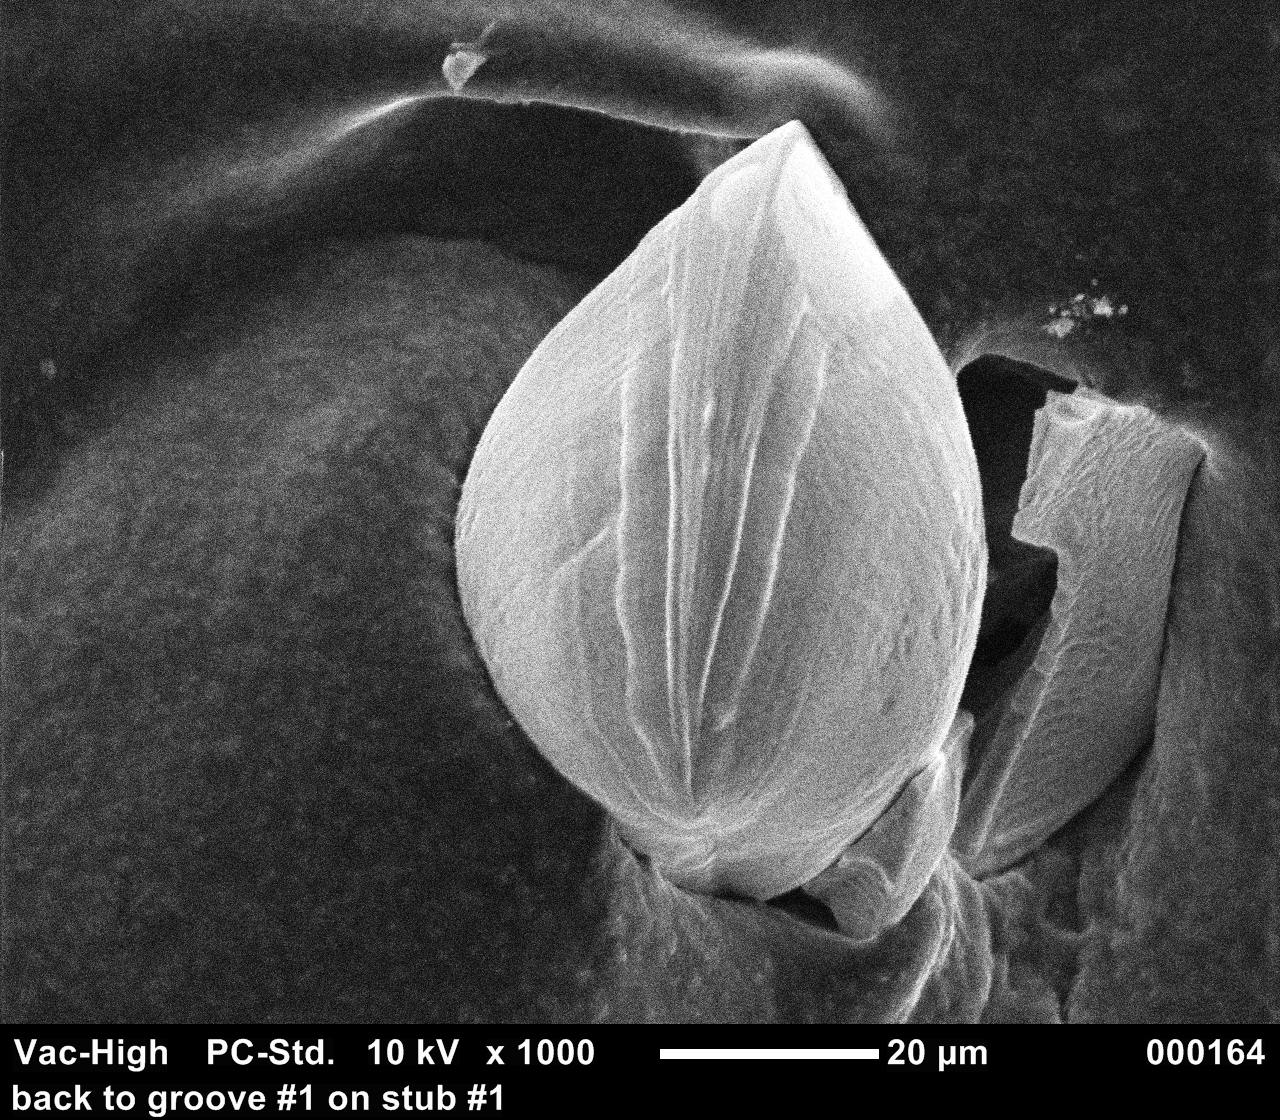 Vac-High PC-Std. 10 kV x 1000 20 µm 000164
back to groove #1 on stub #1